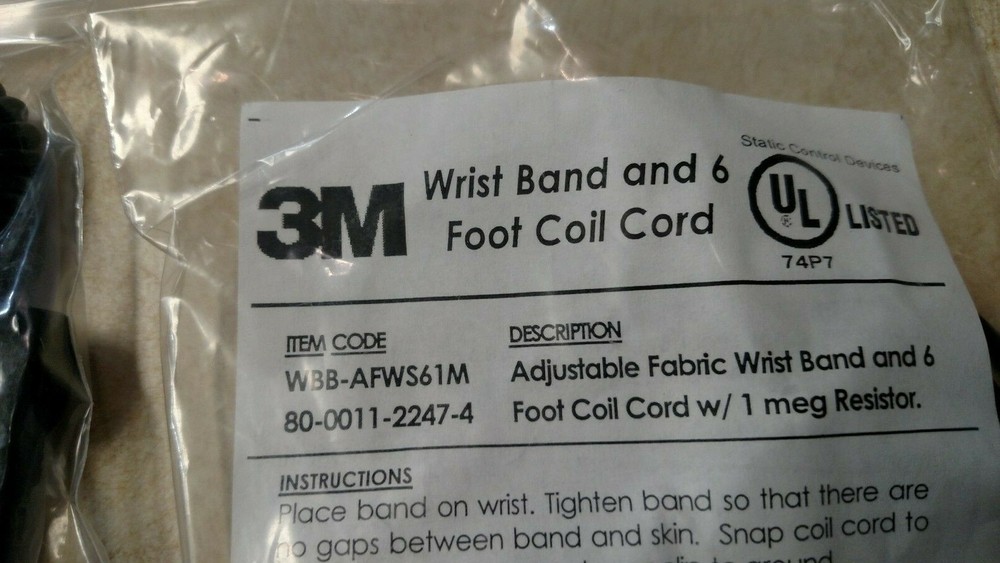 Static Control Devices
3M Wrist Band and 6
Foot Coil Cord
UL LISTED
74P7
ITEM CODE DESCRIPTION
WBB-AFWS61M Adjustable Fabric Wrist Band and 6
80-0011-2247-4 Foot Coil Cord w/ 1 meg Resistor.
INSTRUCTIONS
Place band on wrist. Tighten band so that there are
no gaps between band and skin. Snap coil cord to
to ground